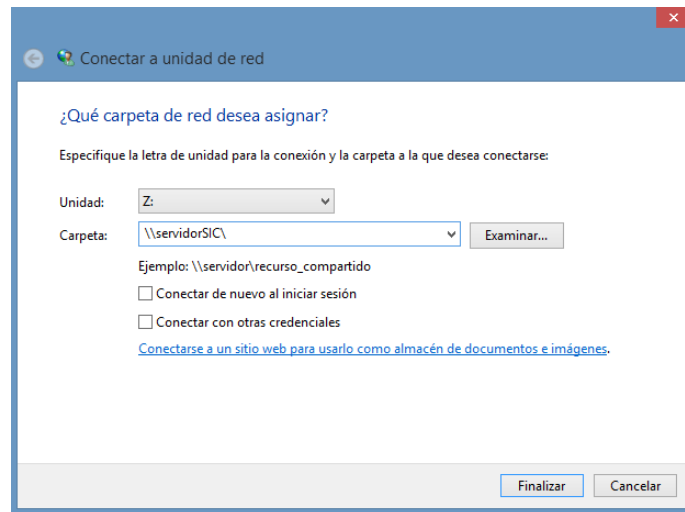 Conectar a unidad de red
¿Qué carpeta de red desea asignar?
Especifique la letra de unidad para la conexión y la carpeta a la que desea conectarse:
Unidad: Z:
Carpeta: \\servidorSIC\ Examinar...
Ejemplo: \\servidor\recurso_compartido
Conectar de nuevo al iniciar sesión
Conectar con otras credenciales
Conectarse a un sitio web para usarlo como almacén de documentos e imágenes.
Finalizar Cancelar